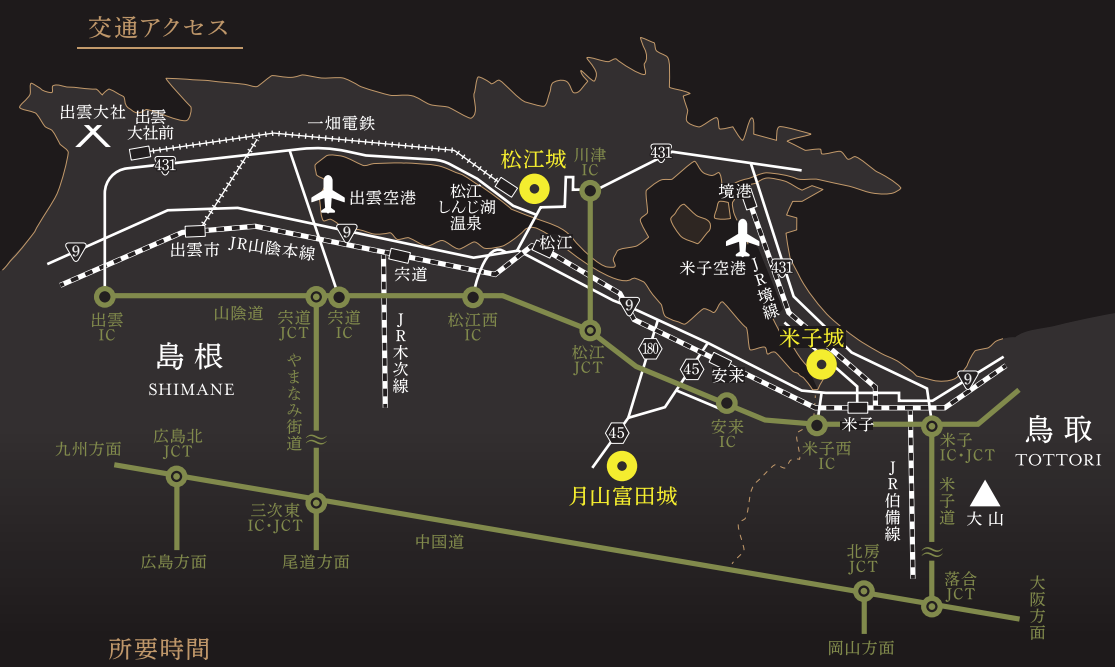 交通アクセス
出雲大社
出雲
大社前
431
一畑電鉄
松江城
川津
IC
431
境港
出雲空港
松江
しんじ湖
温泉
9
出雲市
JR山陰本線
9
宍道
松江
米子空港
JR境線
431
出雲
IC
山陰道
宍道
JCT
宍道
IC
松江西
IC
9
米子城
松江
JCT
180
45
安来
9
島根
SHIMANE
やまなみ街道
JR木次線
安来
IC
米子
米子西
IC
米子
IC・JCT
鳥取
TOTTORI
45
月山富田城
九州方面
広島北
JCT
JR伯備線
米子道
大山
三次東
IC・JCT
中国道
広島方面
尾道方面
北房
JCT
落合
JCT
大阪方面
岡山方面
所要時間